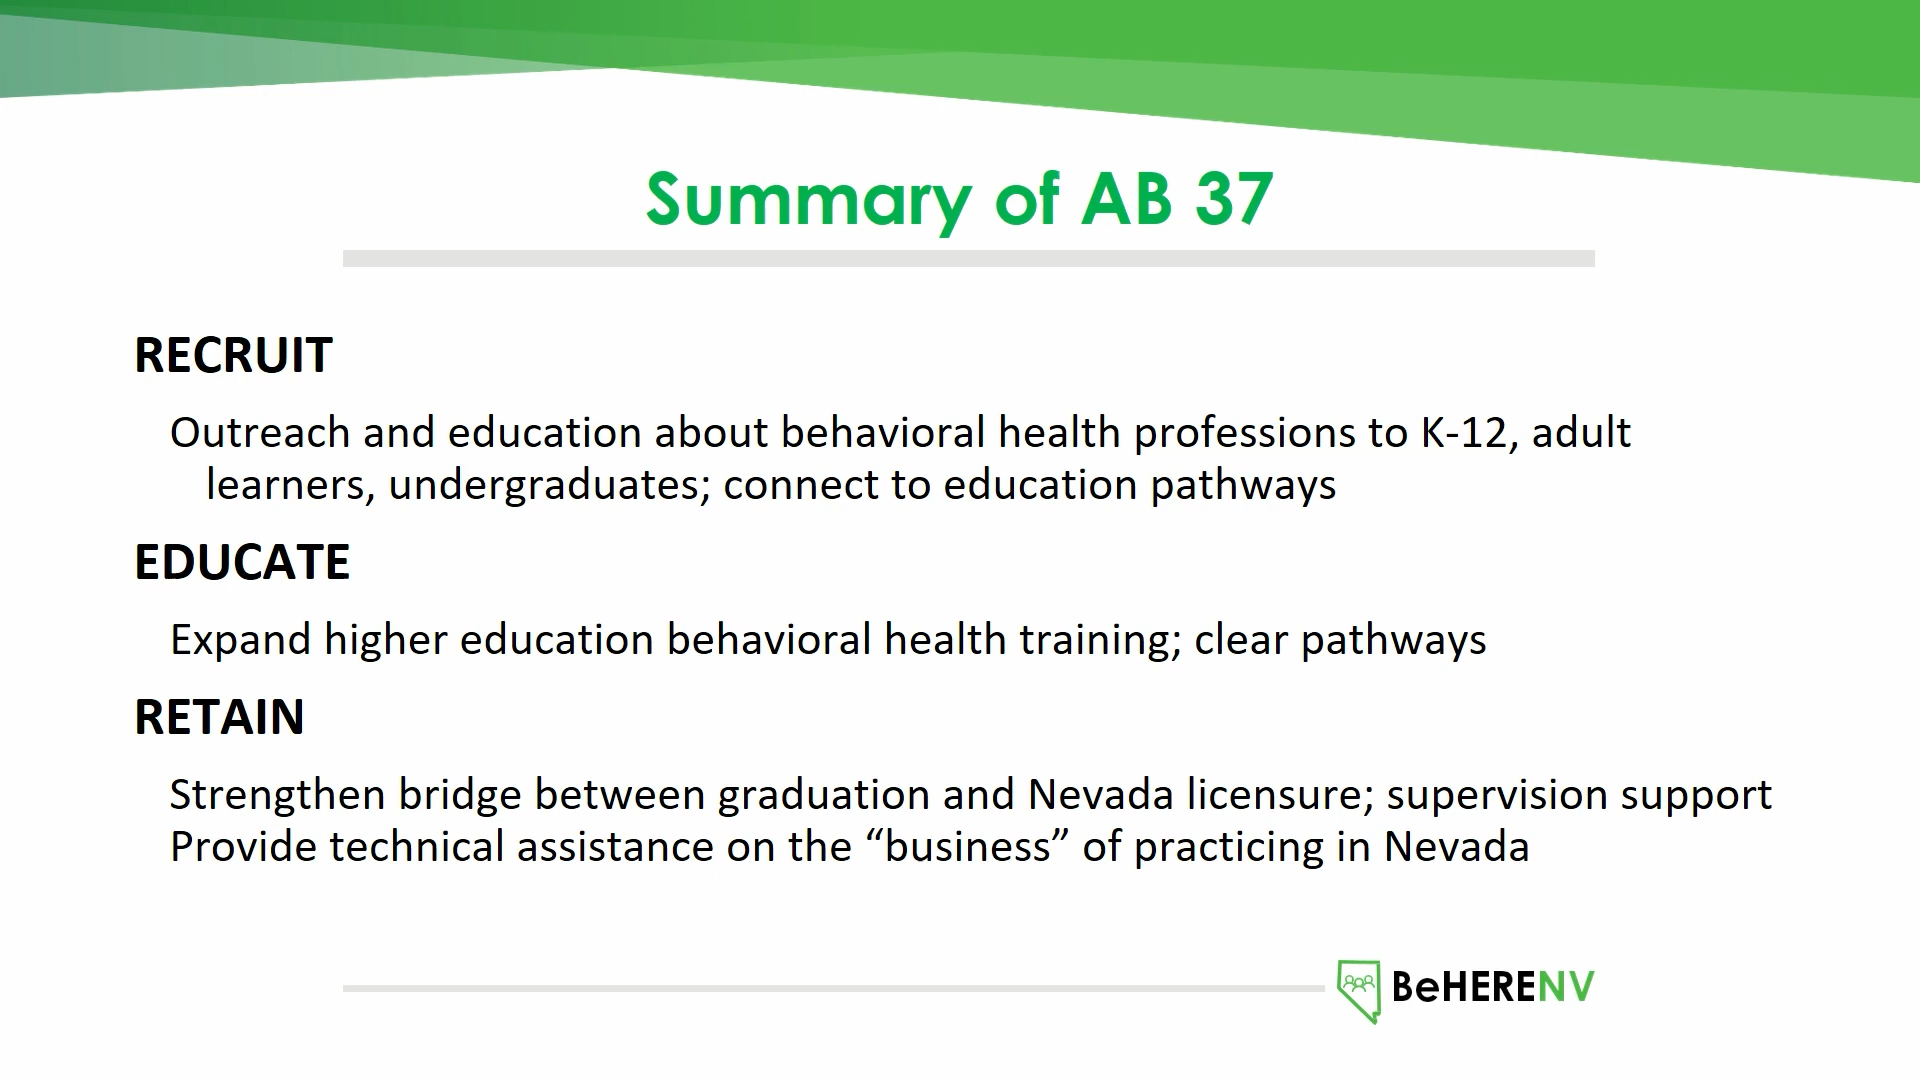 Summary of AB 37
RECRUIT
Outreach and education about behavioral health professions to K-12, adult
learners, undergraduates; connect to education pathways
EDUCATE
Expand higher education behavioral health training; clear pathways
RETAIN
Strengthen bridge between graduation and Nevada licensure; supervision support
Provide technical assistance on the “business” of practicing in Nevada
BeHERENV